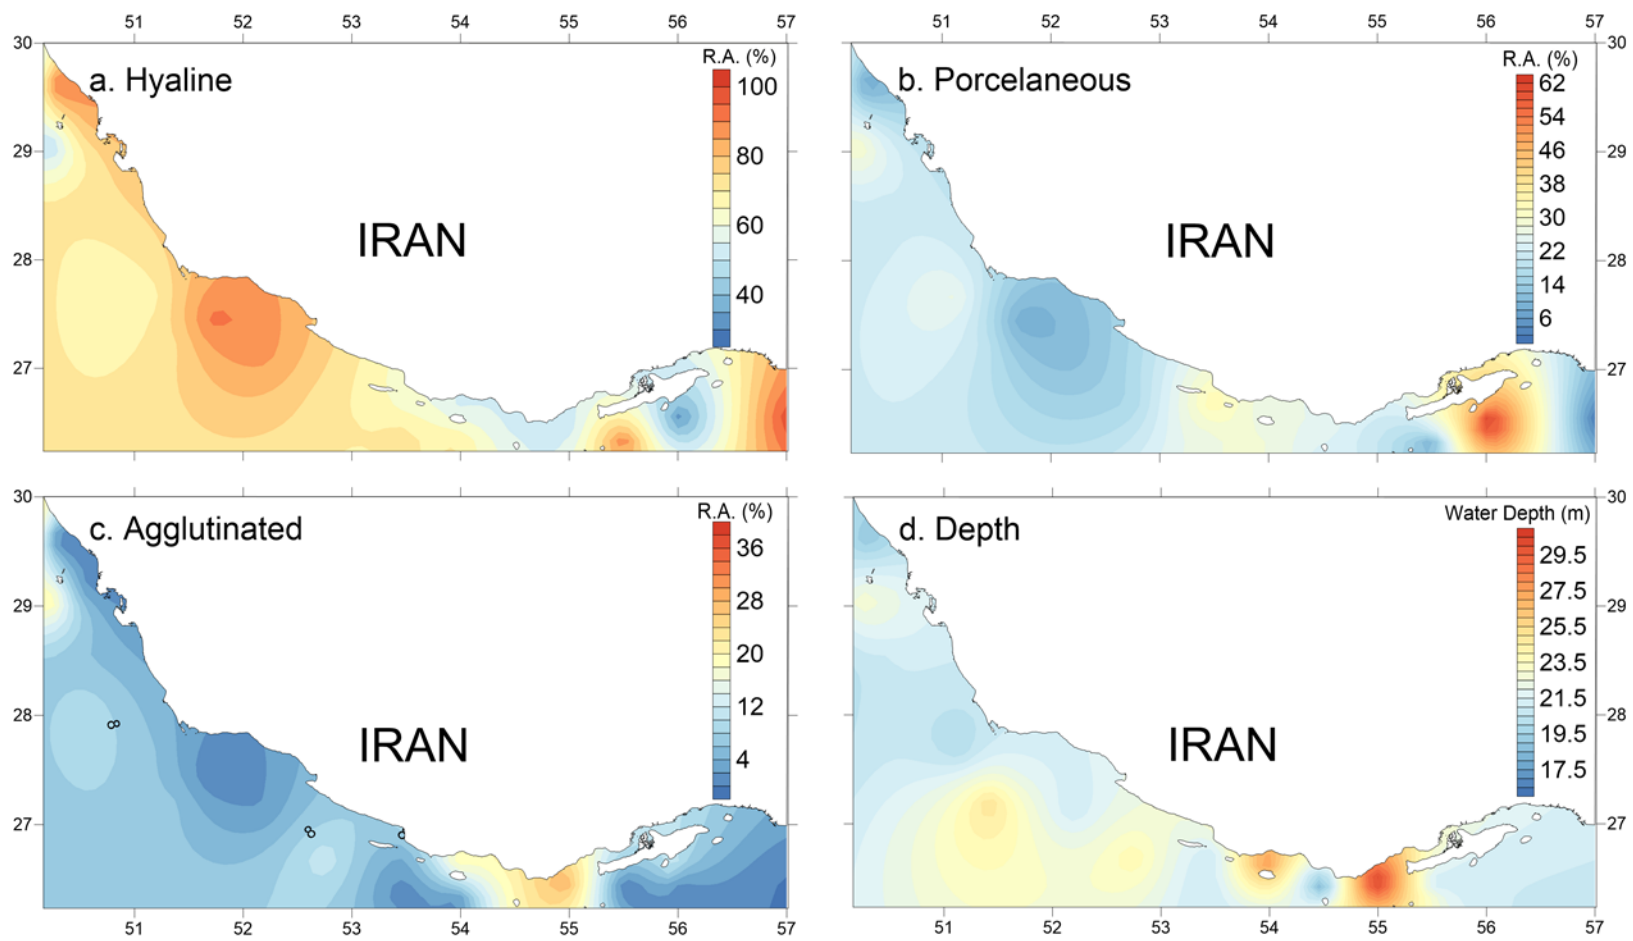 51 52 53 54 55 56 57
51 52 53 54 55 56 57
30
30
R.A. (%)
R.A. (%)
a. Hyaline
b. Porcelaneous
100
80
60
40
62
54
46
38
30
22
14
6
29
28
27
29
28
27
IRAN
IRAN
30
30
R.A. (%)
Water Depth (m)
c. Agglutinated
d. Depth
36
28
20
12
4
29.5
27.5
25.5
23.5
21.5
19.5
17.5
29
28
27
29
28
27
IRAN
IRAN
51 52 53 54 55 56 57
51 52 53 54 55 56 57